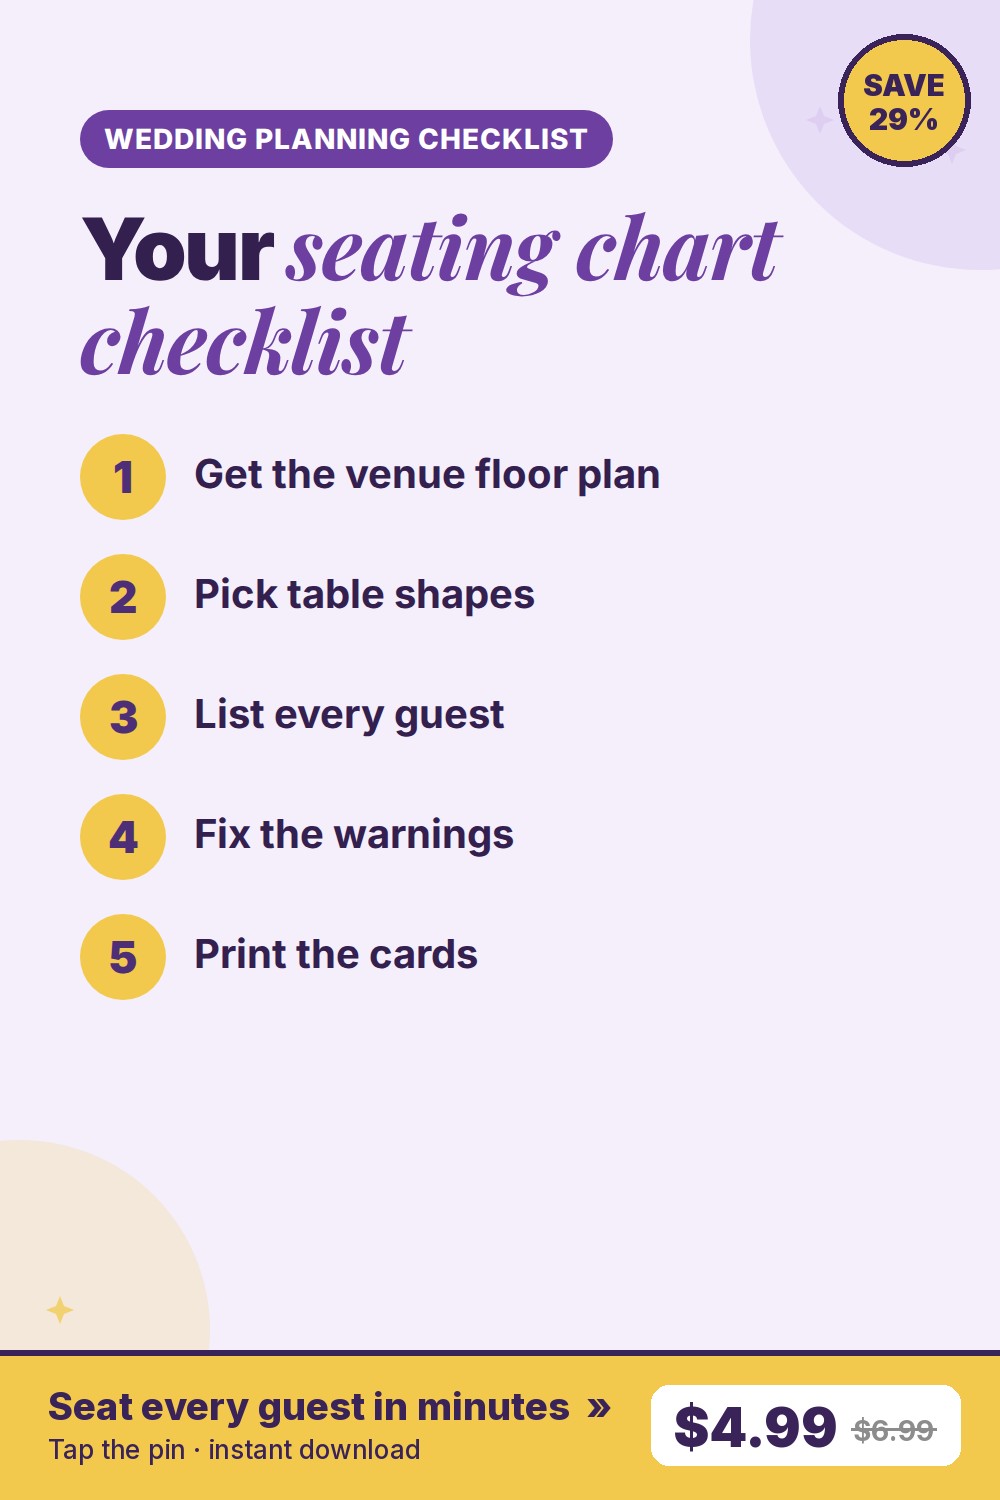 SAVE
29%
WEDDING PLANNING CHECKLIST
Your seating chart
checklist
1 Get the venue floor plan
2 Pick table shapes
3 List every guest
4 Fix the warnings
5 Print the cards
Seat every guest in minutes »
Tap the pin · instant download
$4.99 $6.99